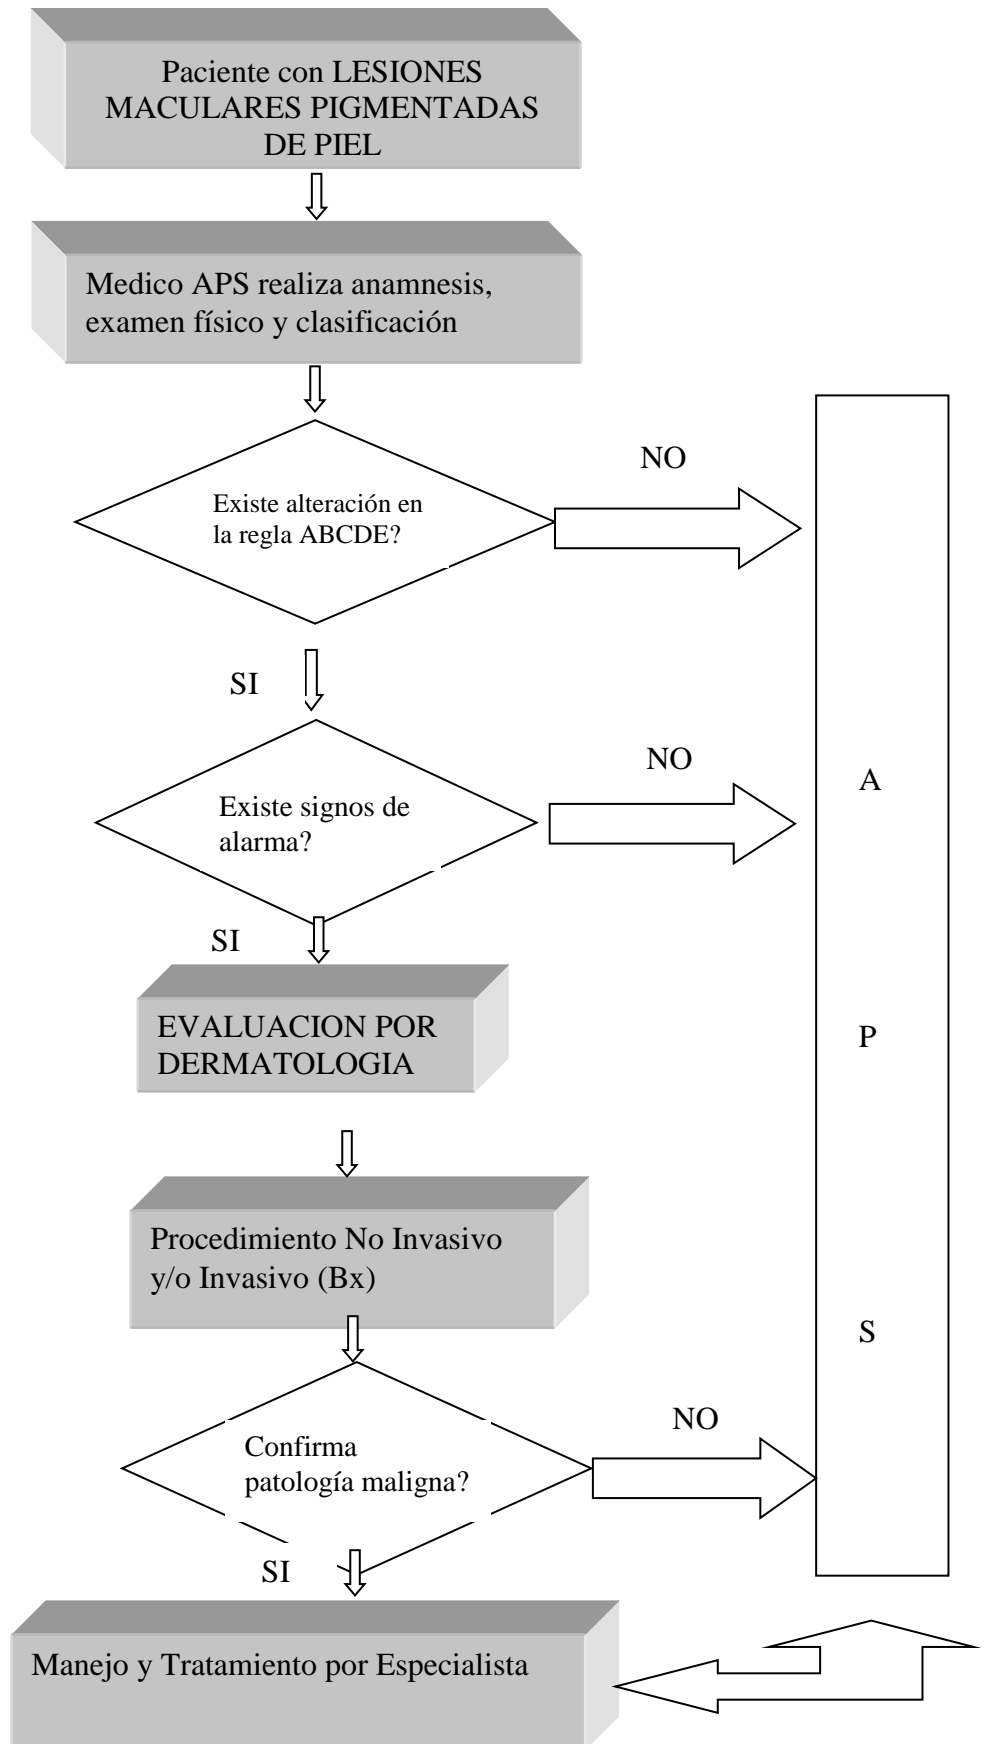 Paciente con LESIONES
MACULARES PIGMENTADAS
DE PIEL
Medico APS realiza anamnesis,
examen físico y clasificación
Existe alteración en
la regla ABCDE?
NO
SI
Existe signos de
alarma?
NO
SI
EVALUACION POR
DERMATOLOGIA
Procedimiento No Invasivo
y/o Invasivo (Bx)
Confirma
patología maligna?
NO
SI
Manejo y Tratamiento por Especialista
A
P
S